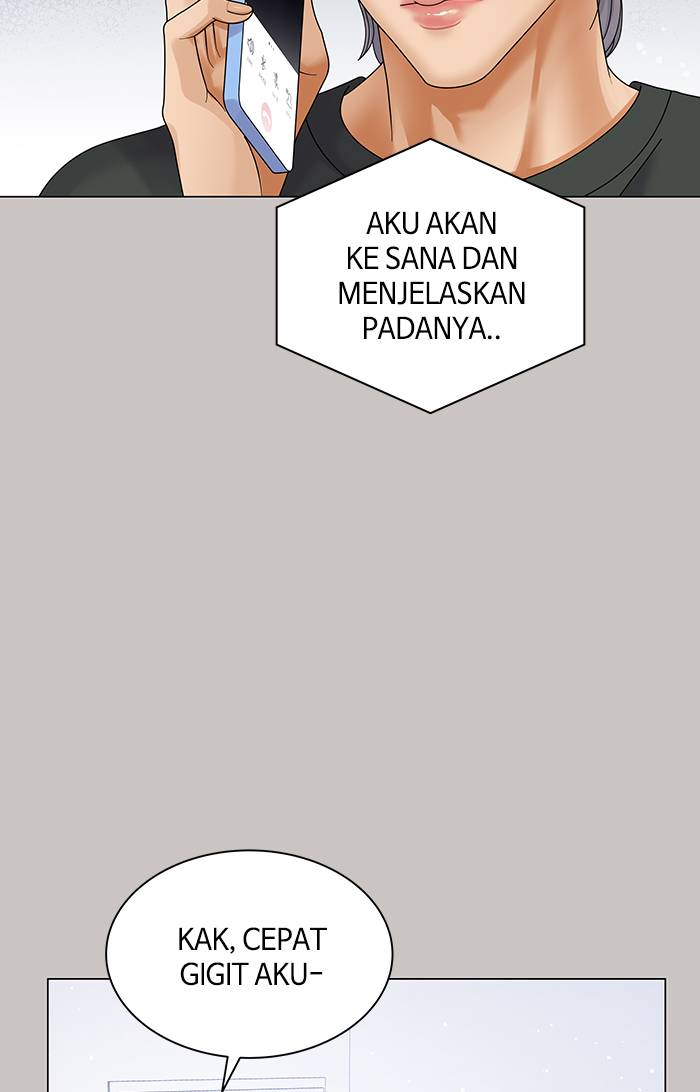 AKU AKAN
KE SANA DAN
MENJELASKAN
PADANYA..
KAK, CEPAT
GIGIT AKU-